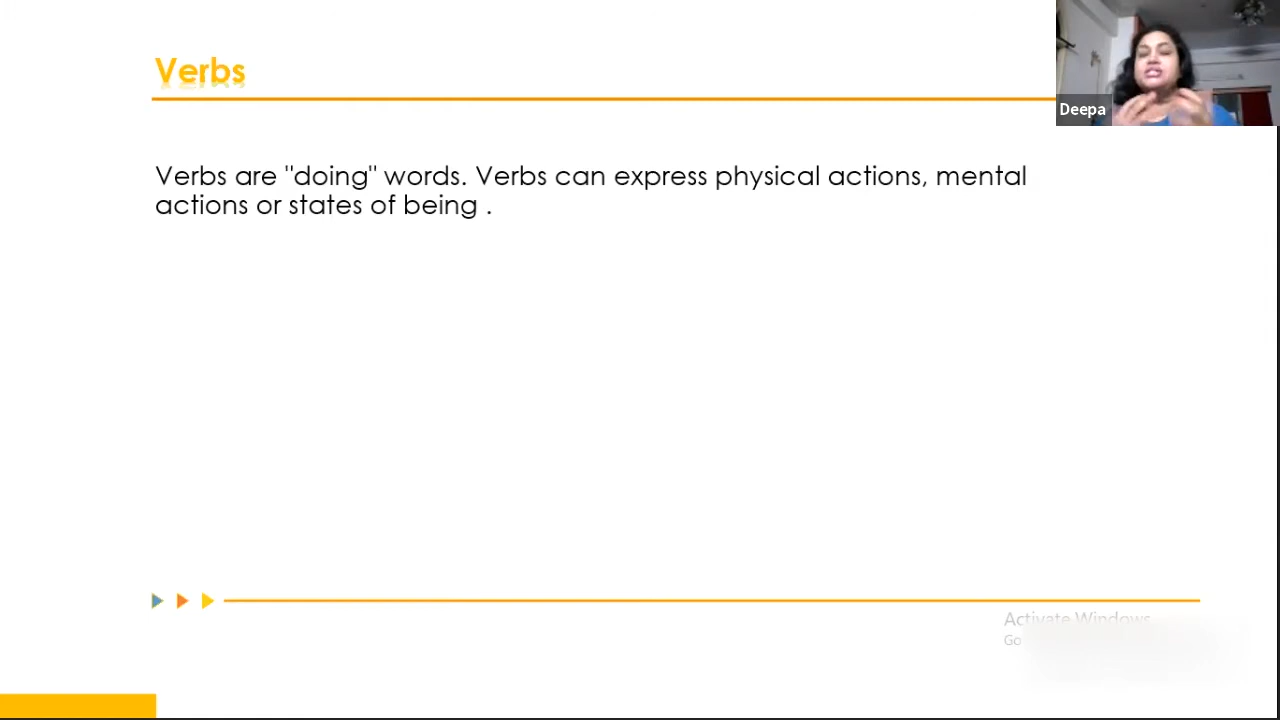 Verbs
Deepa
Verbs are "doing" words. Verbs can express physical actions, mental
actions or states of being .
Activate Windows
Go